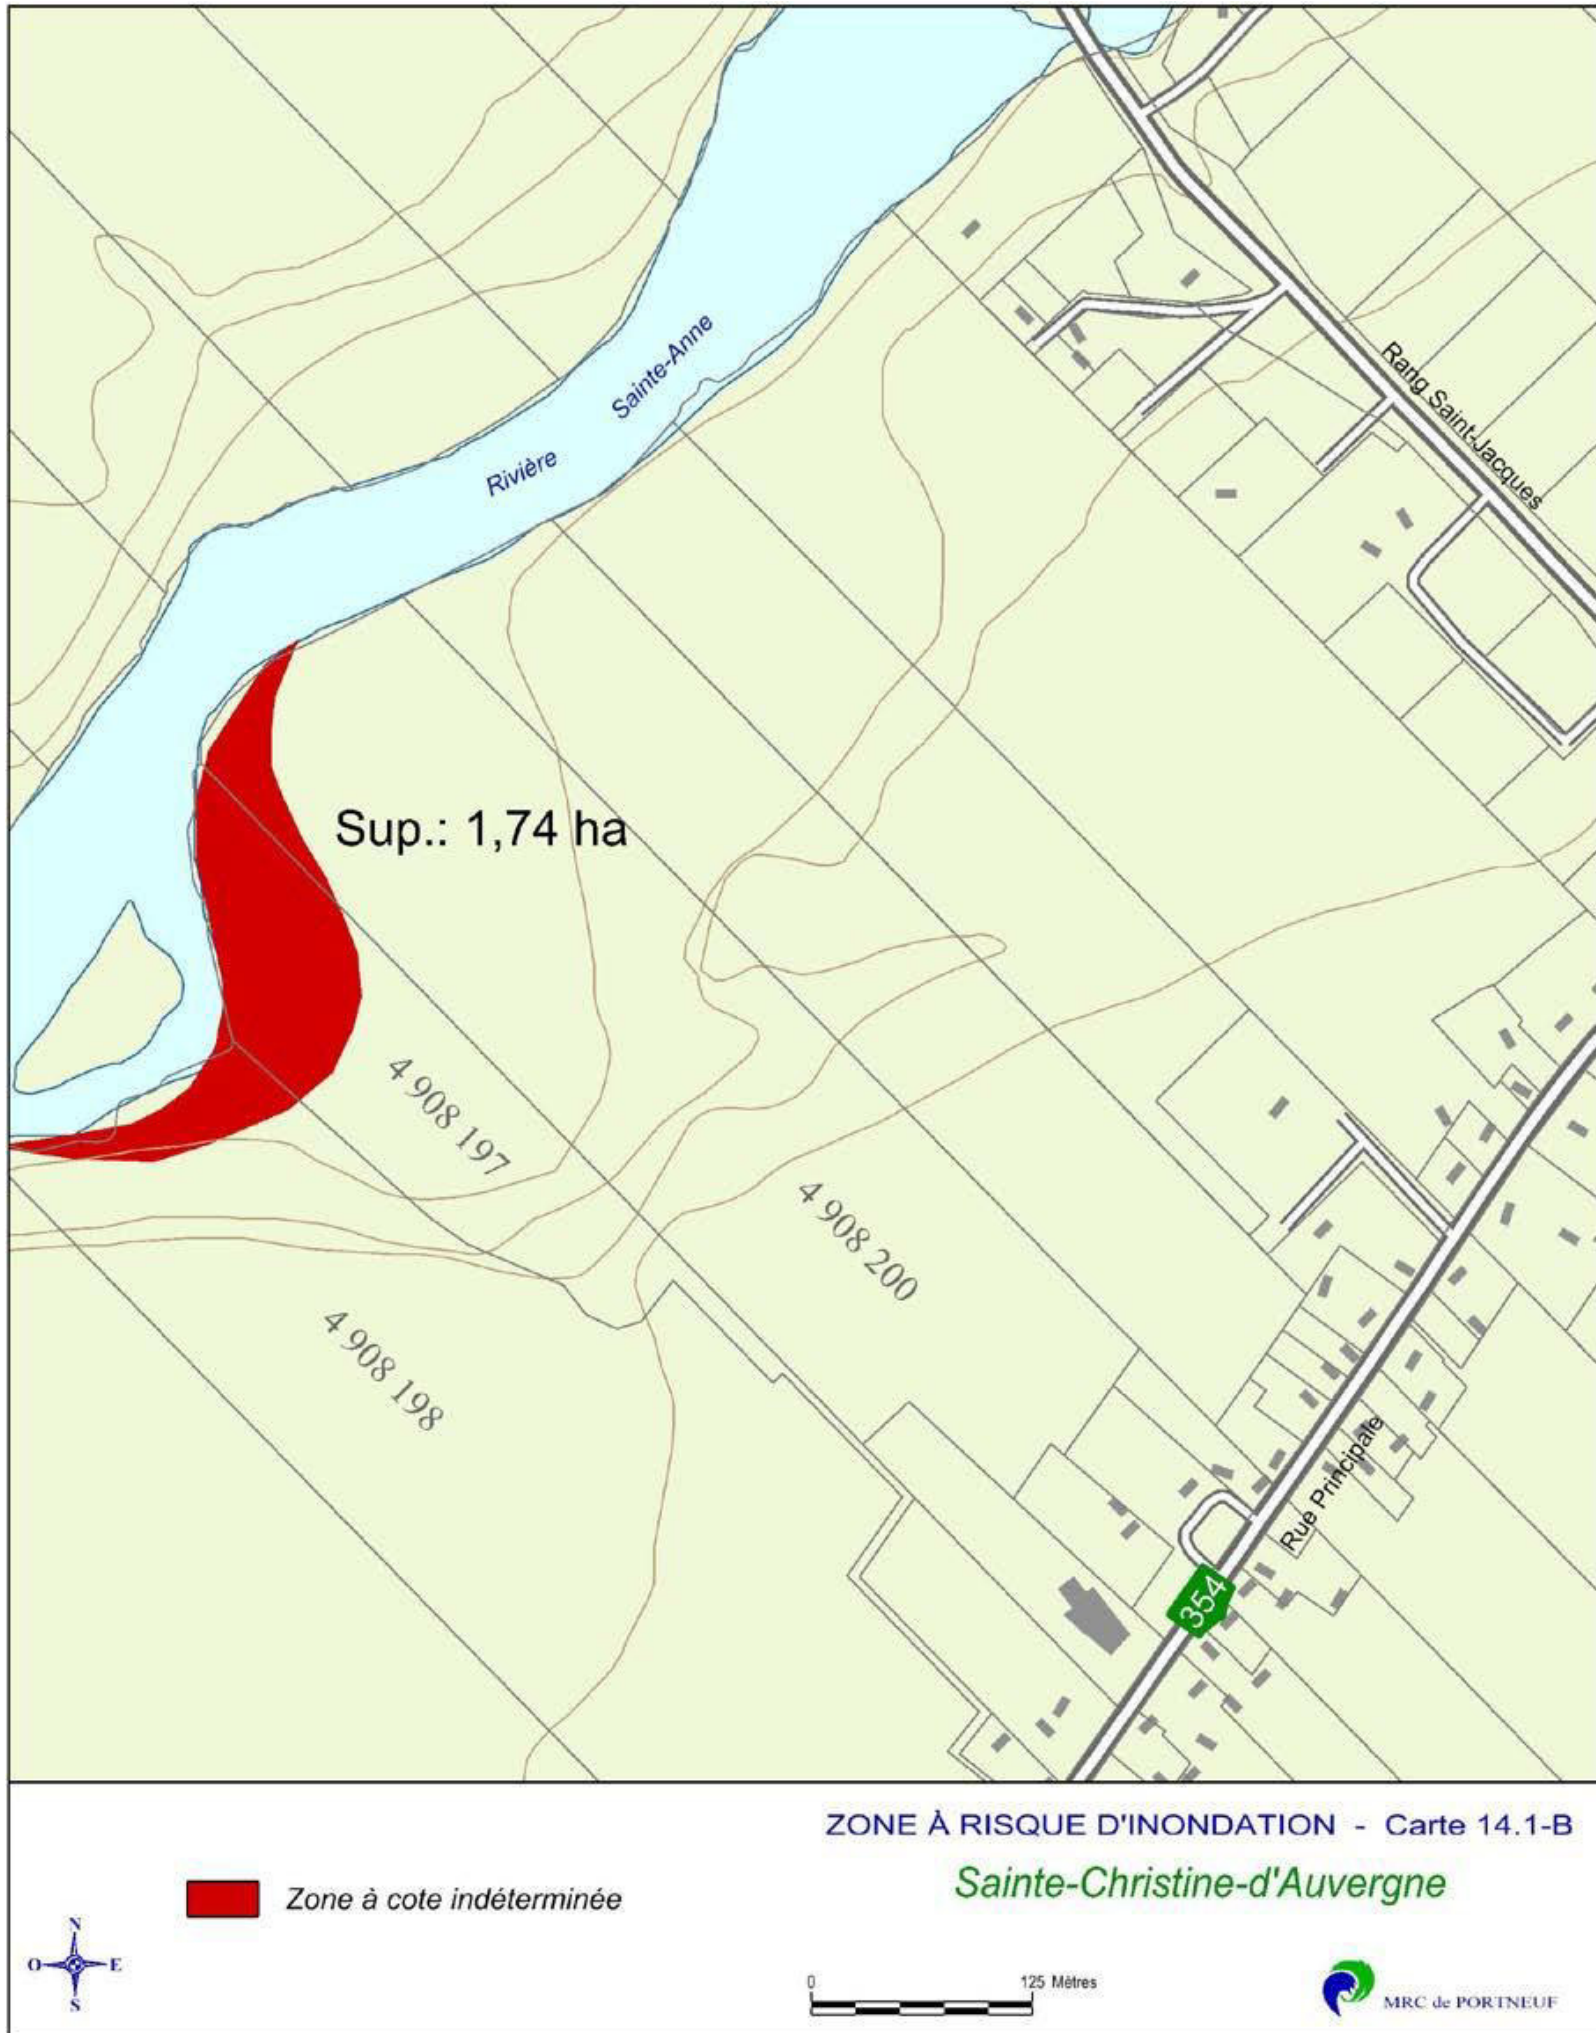 Rivière Sainte-Anne
Rang Saint-Jacques
Sup.: 1,74 ha
4 908 197
4 908 200
4 908 198
Rue Principale
354
ZONE À RISQUE D'INONDATION - Carte 14.1-B
Sainte-Christine-d'Auvergne
Zone à cote indéterminée
N
O E
S
0 125 Mètres
MRC de PORTNEUF